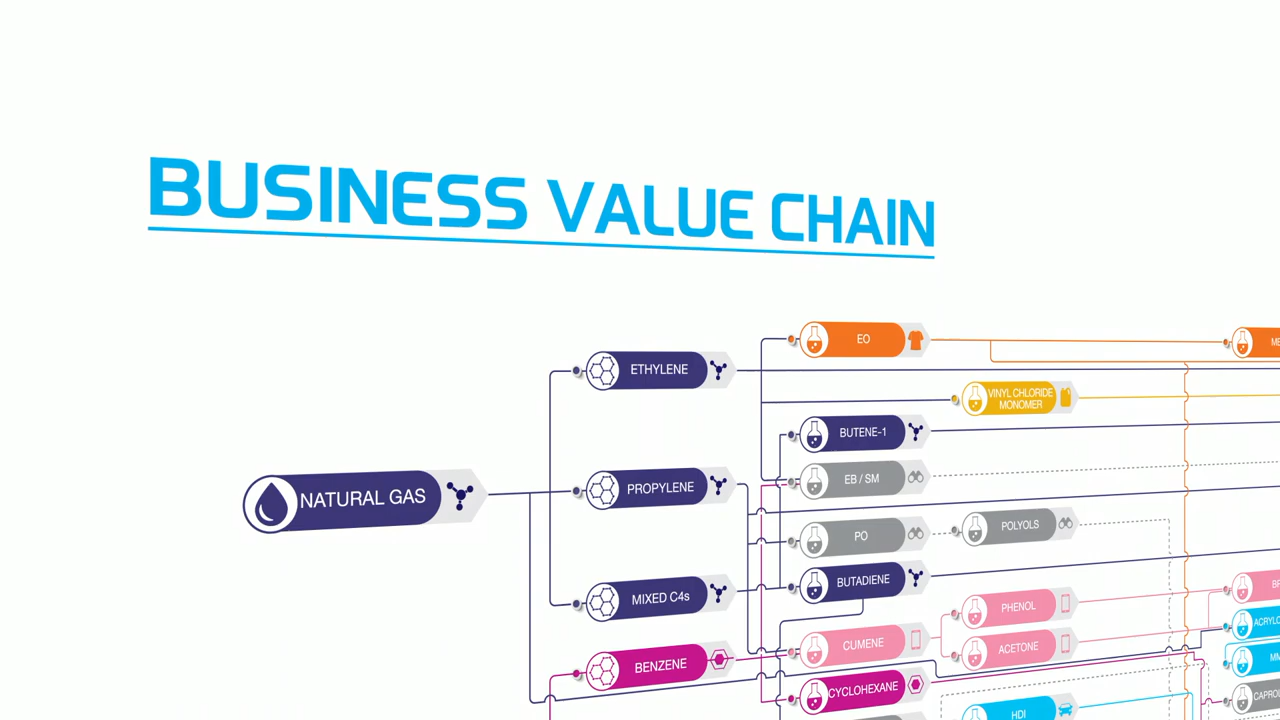 BUSINESS VALUE CHAIN
EO
ETHYLENE
VINYL CHLORIDE
MONOMER
BUTENE-1
NATURAL GAS
PROPYLENE
EB / SM
PO
POLYOLS
MIXED C4s
BUTADIENE
PHENOL
BENZENE
CUMENE
ACETONE
CYCLOHEXANE
HDI